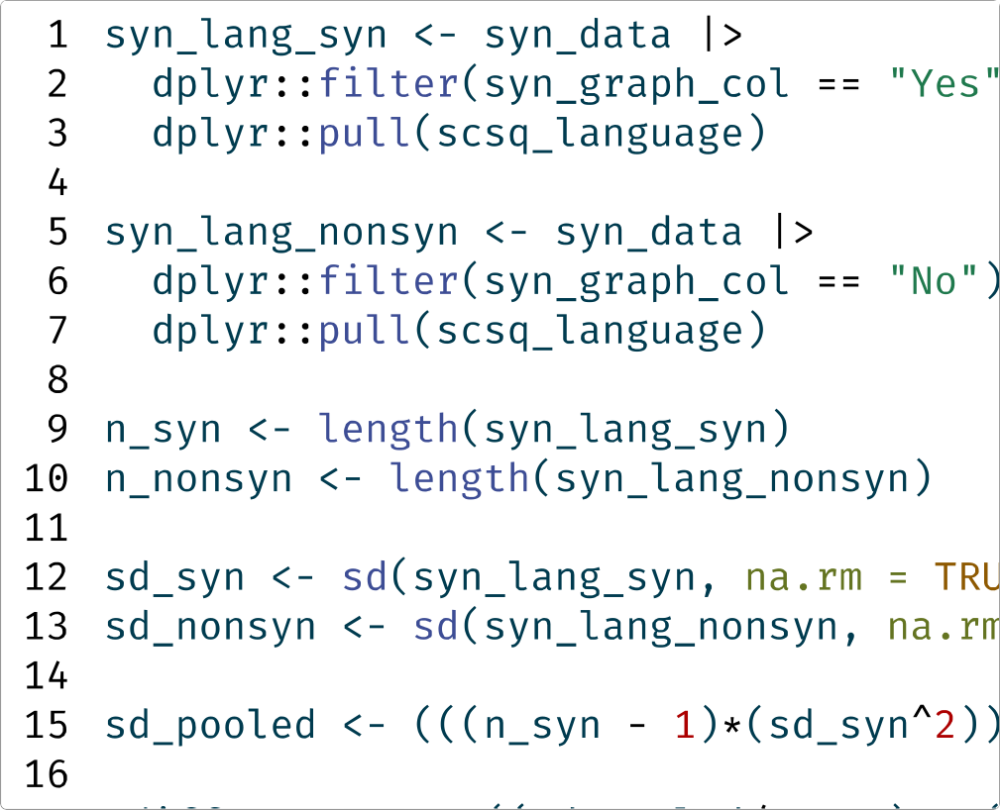 1 syn_lang_syn <- syn_data |>
2 dplyr::filter(syn_graph_col == "Yes"
3 dplyr::pull(scsq_language)
4
5 syn_lang_nonsyn <- syn_data |>
6 dplyr::filter(syn_graph_col == "No")
7 dplyr::pull(scsq_language)
8
9 n_syn <- length(syn_lang_syn)
10 n_nonsyn <- length(syn_lang_nonsyn)
11
12 sd_syn <- sd(syn_lang_syn, na.rm = TRU
13 sd_nonsyn <- sd(syn_lang_nonsyn, na.rm
14
15 sd_pooled <- (((n_syn - 1)*(sd_syn^2))
16